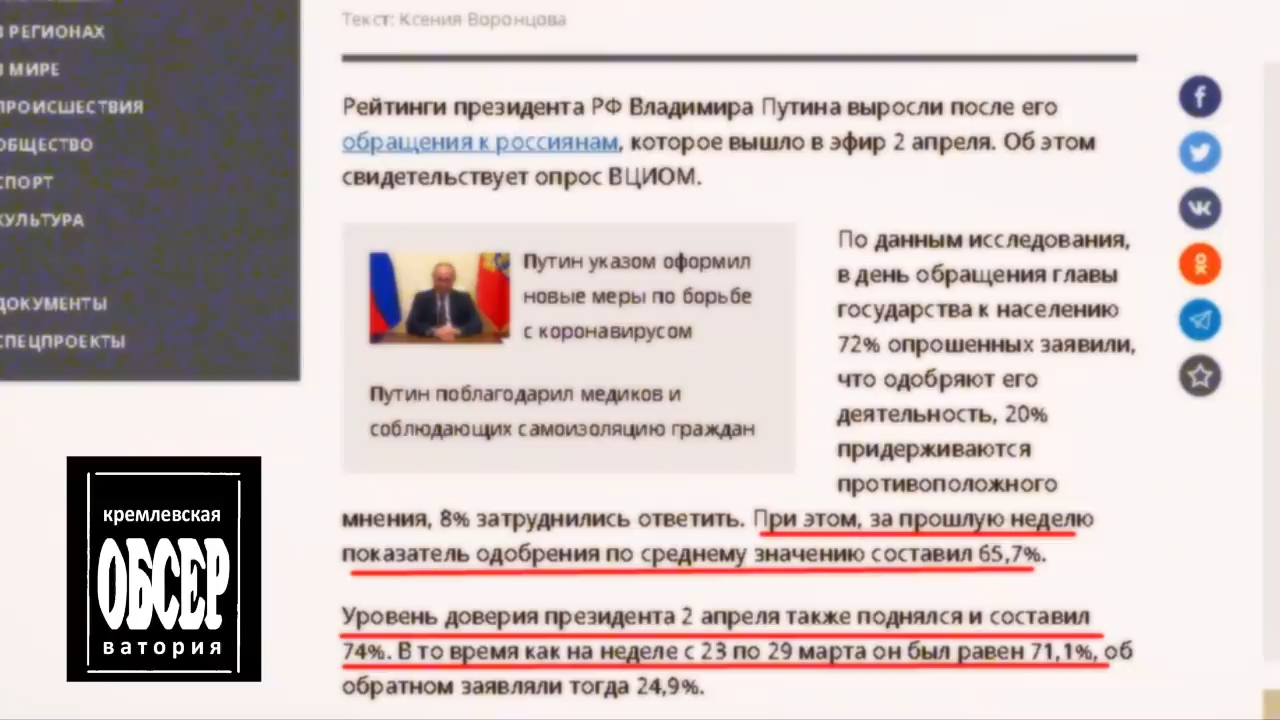 Текст: Ксения Воронцова
В РЕГИОНАХ
В МИРЕ
ПРОИСШЕСТВИЯ
ОБЩЕСТВО
СПОРТ
КУЛЬТУРА
ДОКУМЕНТЫ
СПЕЦПРОЕКТЫ
Рейтинги президента РФ Владимира Путина выросли после его
обращения к россиянам, которое вышло в эфир 2 апреля. Об этом
свидетельствует опрос ВЦИОМ.
Путин указом оформил
новые меры по борьбе
с коронавирусом
Путин поблагодарил медиков и
соблюдающих самоизоляцию граждан
По данным исследования,
в день обращения главы
государства к населению
72% опрошенных заявили,
что одобряют его
деятельность, 20%
придерживаются
противоположного
мнения, 8% затруднились ответить. При этом, за прошлую неделю
показатель одобрения по среднему значению составил 65,7%.
Уровень доверия президента 2 апреля также поднялся и составил
74%. В то время как на неделе с 23 по 29 марта он был равен 71,1%, об
обратном заявляли тогда 24,9%.
кремлевская
ОБСЕР
ватория